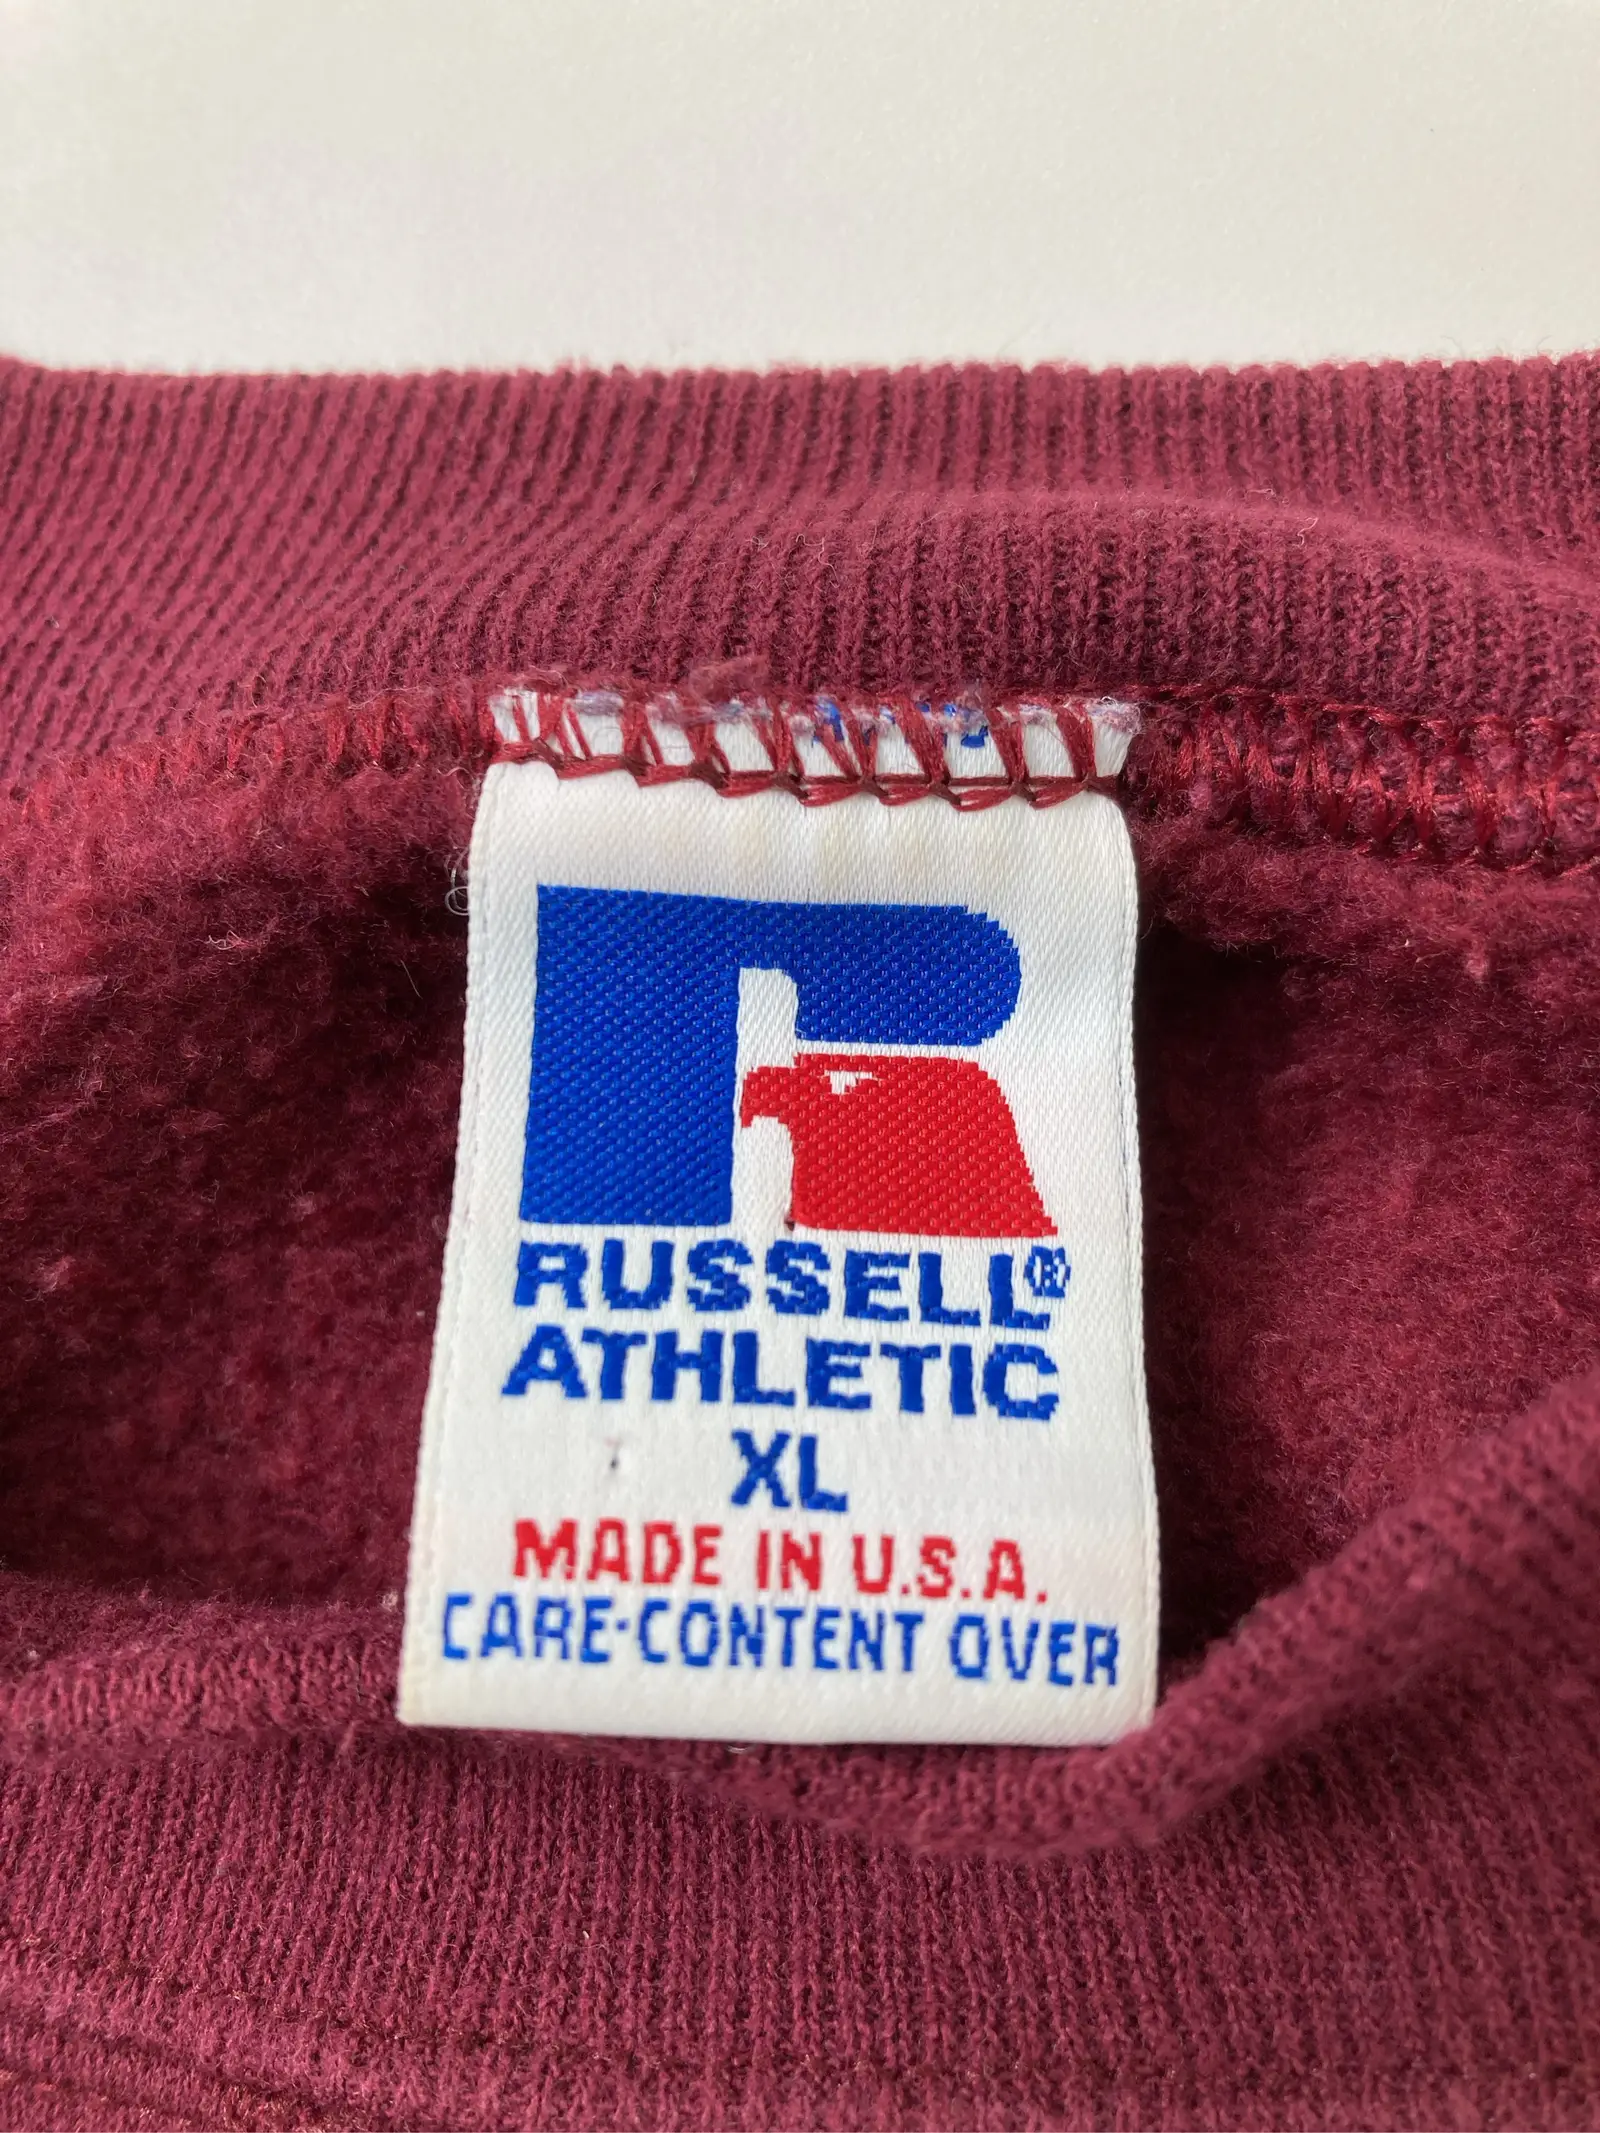 RUSSELL®
ATHLETIC
XL
MADE IN U.S.A.
CARE-CONTENT OVER